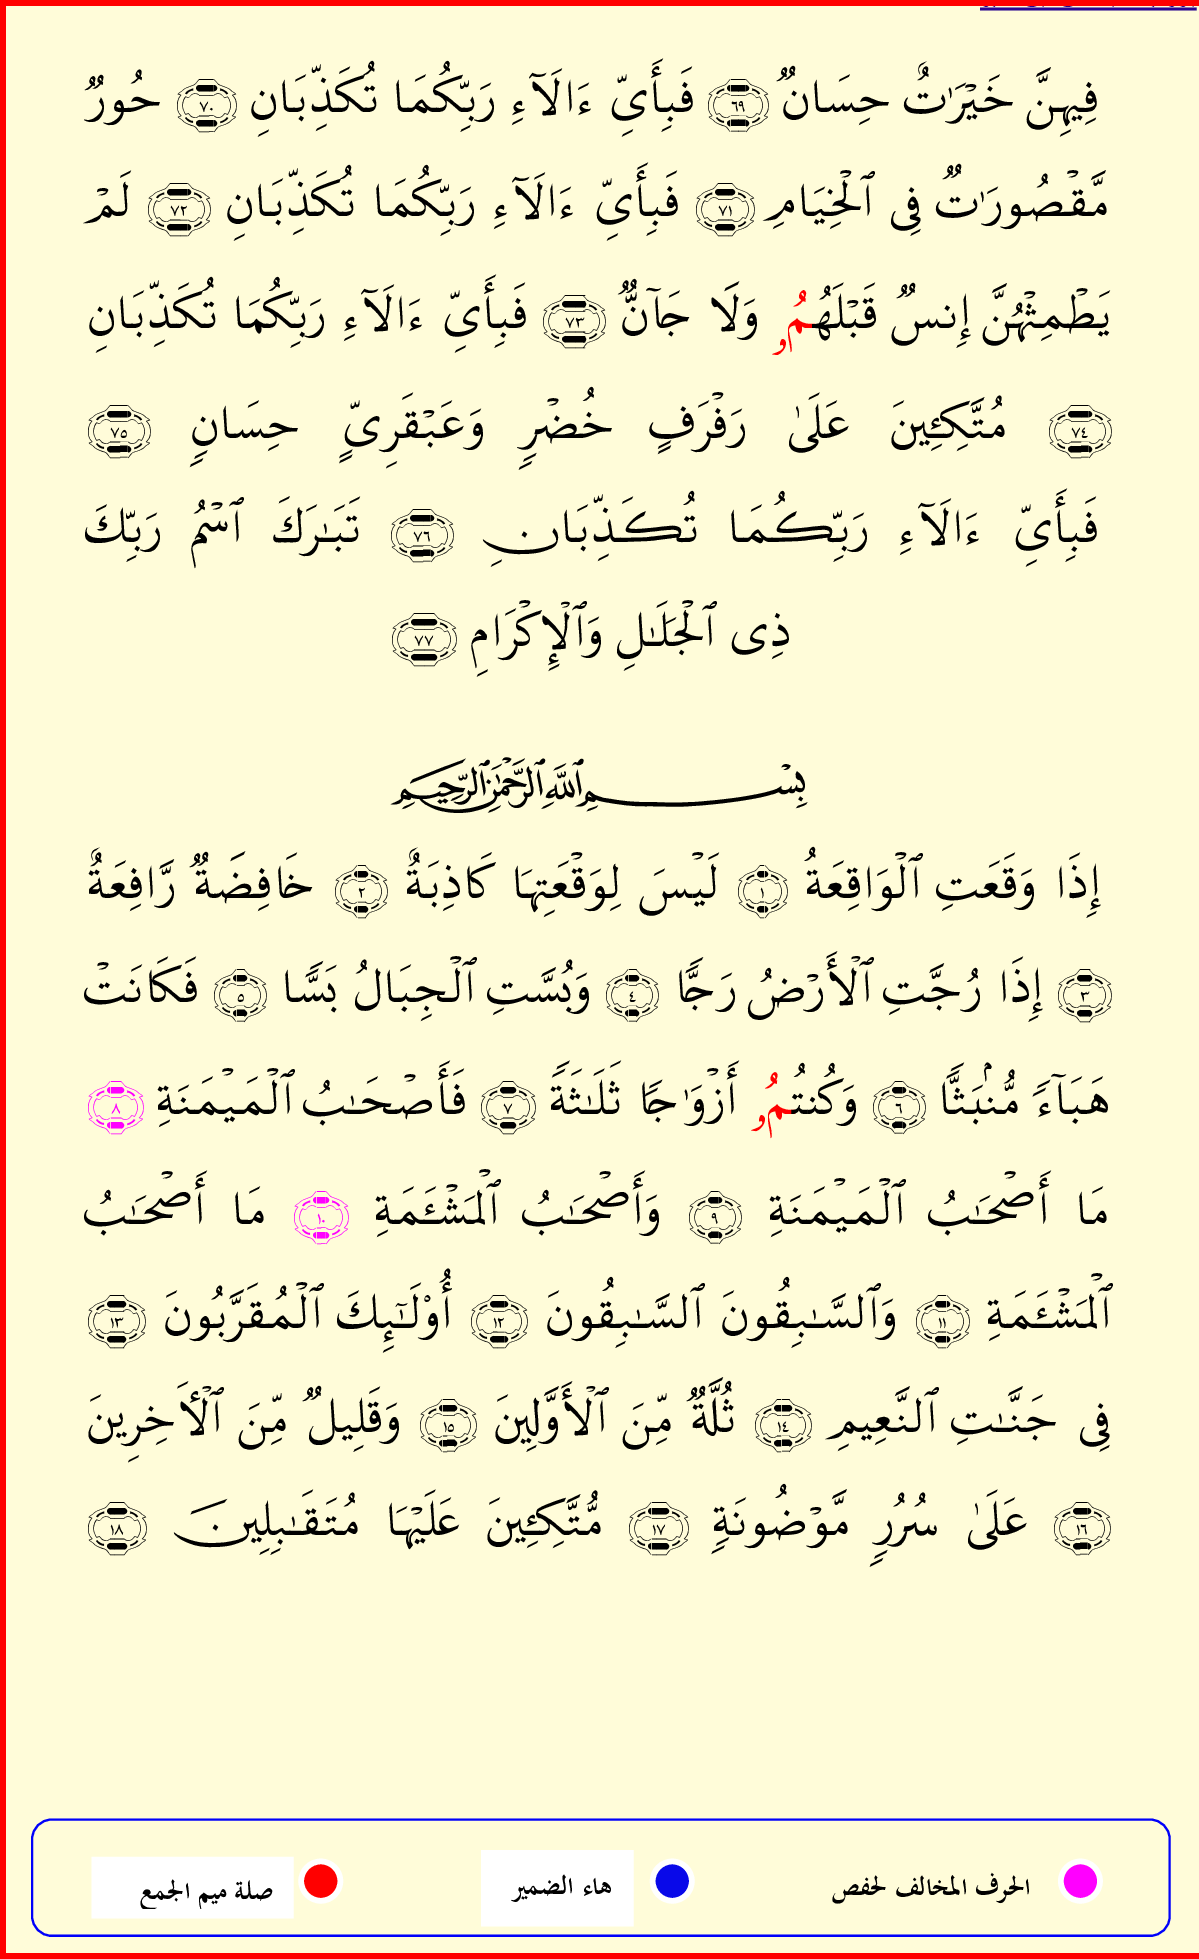 فِيهِنَّ خَيْرَٰتٌ حِسَانٌ ٦٩ فَبِأَىِّ ءَالَآءِ رَبِّكُمَا تُكَذِّبَانِ ٧٠ حُورٌ
مَّقْصُورَٰتٌ فِى ٱلْخِيَامِ ٧١ فَبِأَىِّ ءَالَآءِ رَبِّكُمَا تُكَذِّبَانِ ٧٢ لَمْ
يَطْمِثْهُنَّ إِنسٌ قَبْلَهُمُۥ وَلَا جَآنٌّ ٧٣ فَبِأَىِّ ءَالَآءِ رَبِّكُمَا تُكَذِّبَانِ
٧٤ مُتَّكِـِٔينَ عَلَىٰ رَفْرَفٍ خُضْرٍ وَعَبْقَرِىٍّ حِسَانٍ ٧٥
فَبِأَىِّ ءَالَآءِ رَبِّكُمَا تُكَذِّبَانِ ٧٦ تَبَـٰرَكَ ٱسْمُ رَبِّكَ
ذِى ٱلْجَلَـٰلِ وَٱلْإِكْرَامِ ٧٧
بِسْمِ ٱللَّهِ ٱلرَّحْمَـٰنِ ٱلرَّحِيمِ
إِذَا وَقَعَتِ ٱلْوَاقِعَةُ ١ لَيْسَ لِوَقْعَتِهَا كَاذِبَةٌ ٢ خَافِضَةٌ رَّافِعَةٌ
٣ إِذَا رُجَّتِ ٱلْأَرْضُ رَجًّا ٤ وَبُسَّتِ ٱلْجِبَالُ بَسًّا ٥ فَكَانَتْ
هَبَآءً مُّنۢبَثًّا ٦ وَكُنتُمُۥ أَزْوَٰجًا ثَلَـٰثَةً ٧ فَأَصْحَـٰبُ ٱلْمَيْمَنَةِ ٨
مَا أَصْحَـٰبُ ٱلْمَيْمَنَةِ ٩ وَأَصْحَـٰبُ ٱلْمَشْـَٔمَةِ ١٠ مَا أَصْحَـٰبُ
ٱلْمَشْـَٔمَةِ ١١ وَٱلسَّـٰبِقُونَ ٱلسَّـٰبِقُونَ ١٢ أُو۟لَـٰٓئِكَ ٱلْمُقَرَّبُونَ ١٣
فِى جَنَّـٰتِ ٱلنَّعِيمِ ١٤ ثُلَّةٌ مِّنَ ٱلْأَوَّلِينَ ١٥ وَقَلِيلٌ مِّنَ ٱلْأَخِرِينَ
١٦ عَلَىٰ سُرُرٍ مَّوْضُونَةٍ ١٧ مُّتَّكِـِٔينَ عَلَيْهَا مُتَقَـٰبِلِينَ ١٨
الحرف المخالف لحفص هاء الضمير صلة ميم الجمع